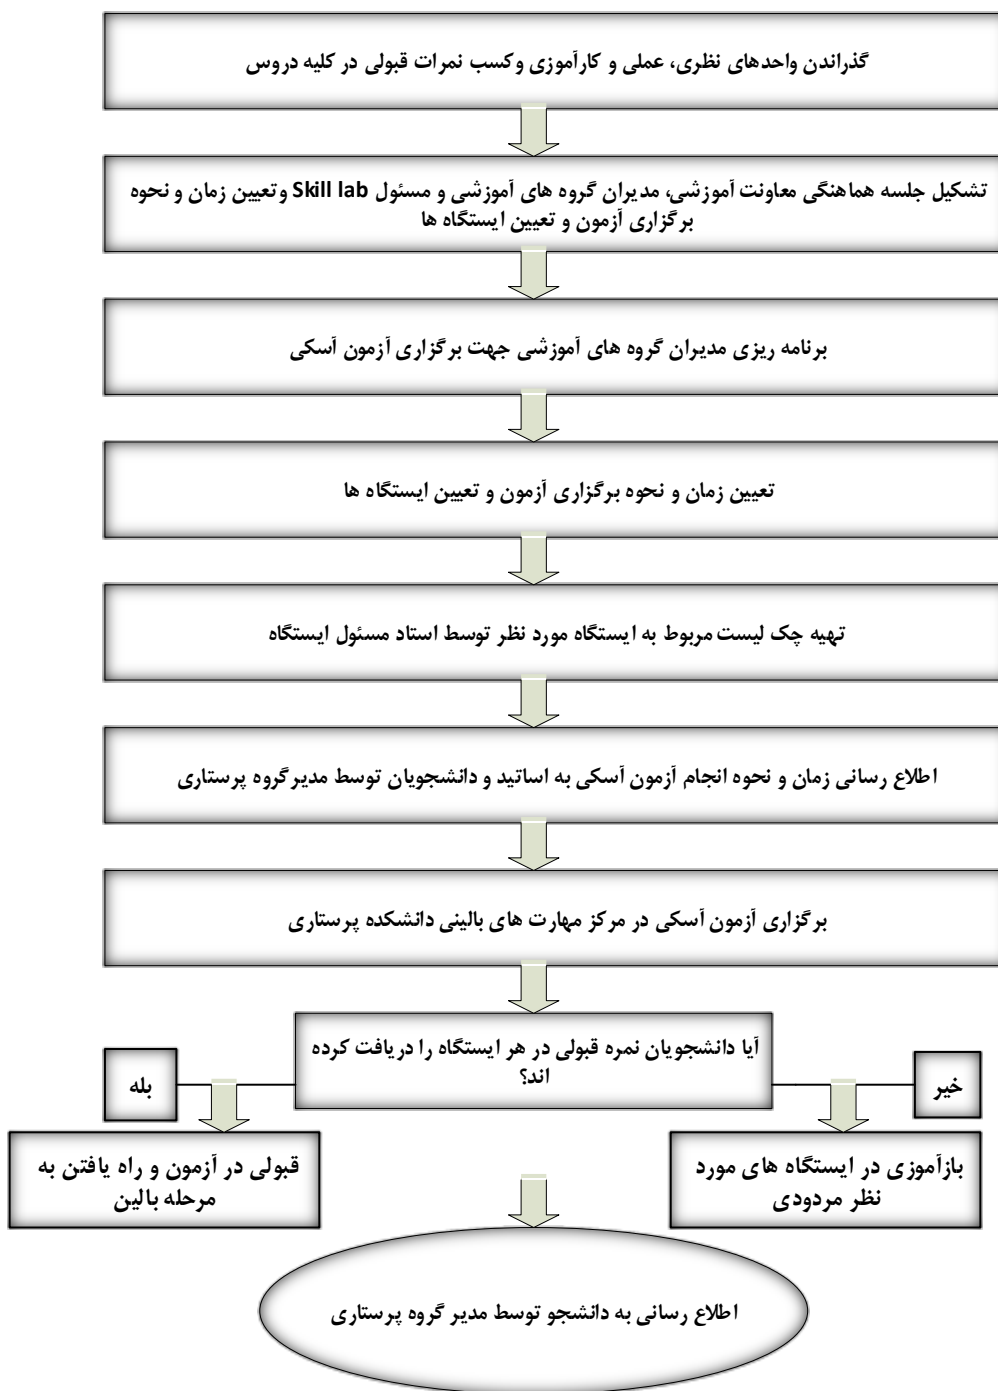 گذراندن واحدهای نظری، عملی و کارآموزی وکسب نمرات قبولی در کلیه دروس
تشکیل جلسه هماهنگی معاونت آموزشی، مدیران گروه های آموزشی و مسئول Skill lab وتعیین زمان و نحوه
برگزاری آزمون و تعیین ایستگاه ها
برنامه ریزی مدیران گروه های آموزشی جهت برگزاری آزمون آسکی
تعیین زمان و نحوه برگزاری آزمون و تعیین ایستگاه ها
تهیه چک لیست مربوط به ایستگاه مورد نظر توسط استاد مسئول ایستگاه
اطلاع رسانی زمان و نحوه انجام آزمون آسکی به اساتید و دانشجویان توسط مدیرگروه پرستاری
برگزاری آزمون آسکی در مرکز مهارت های بالینی دانشکده پرستاری
آیا دانشجویان نمره قبولی در هر ایستگاه را دریافت کرده
اند؟
خیر
بله
بازآموزی در ایستگاه های مورد
نظر مردودی
قبولی در آزمون و راه یافتن به
مرحله بالین
اطلاع رسانی به دانشجو توسط مدیر گروه پرستاری